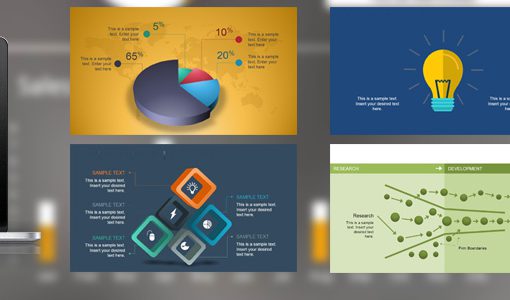 5%
This is a sample
text. Enter your
text here
10%
This is a sample
text. Enter your
text here
65%
This is a sample
text. Enter your
text here
20%
This is a sample
text. Enter your
text here
This is a sample
text. Insert your
desired text here
SAMPLE TEXT
This is a sample text.
Insert your desired
text here
SAMPLE TEXT
This is a sample text.
Insert your
desired text here
SAMPLE TEXT
This is a sample text.
Insert your desired
text here
SAMPLE TEXT
This is a sample text.
Insert your desired
text here
SAMPLE TEXT
This is a sample text.
Insert your desired
text here
RESEARCH
DEVELOPMENT
Research
This is a sample
text. Insert your
desired text
here
Firm Boundaries